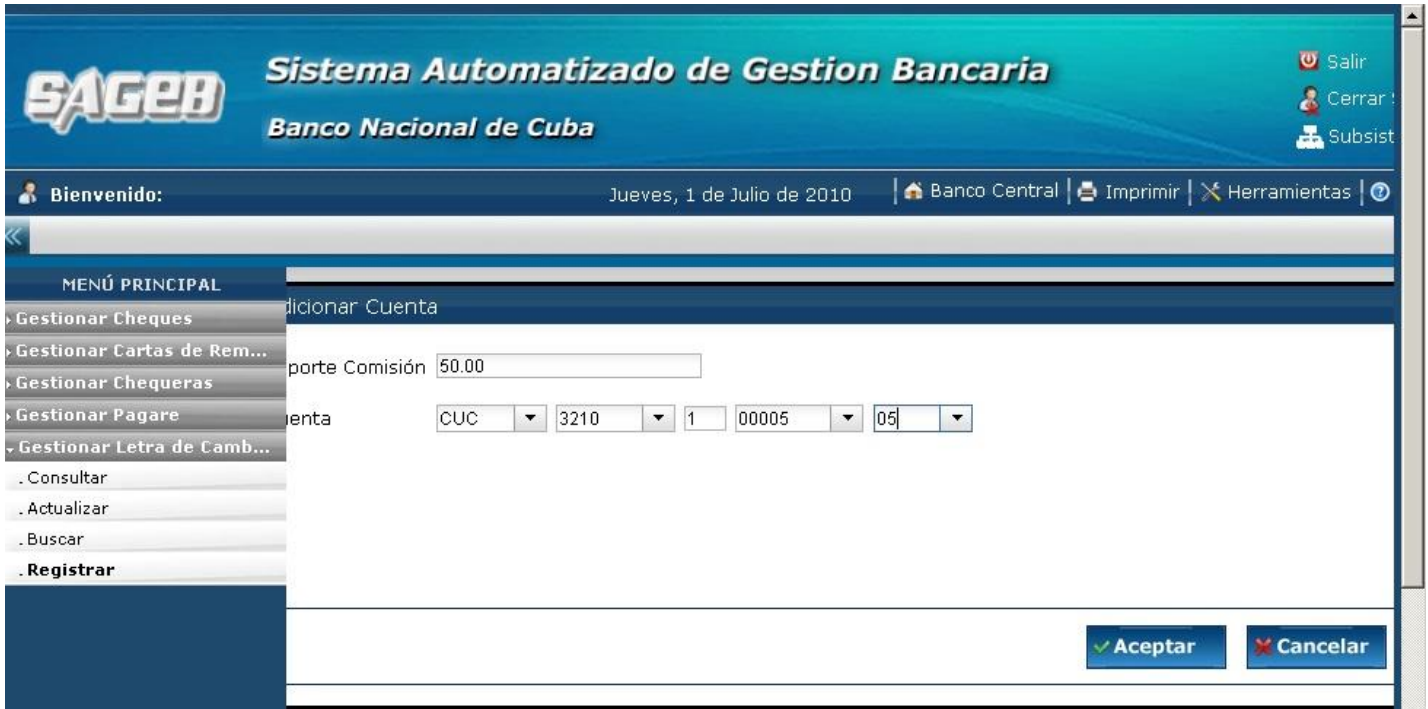 SAGEB
Sistema Automatizado de Gestion Bancaria
Banco Nacional de Cuba
Salir
Cerrar
Subsist
Bienvenido:
Jueves, 1 de Julio de 2010 | Banco Central | Imprimir | Herramientas |
MENÚ PRINCIPAL
Gestionar Cheques
Gestionar Cartas de Rem...
Gestionar Chequeras
Gestionar Pagare
Gestionar Letra de Camb...
. Consultar
. Actualizar
. Buscar
. Registrar
dicionar Cuenta
porte Comisión 50.00
enta CUC 3210 1 00005 05
Aceptar Cancelar